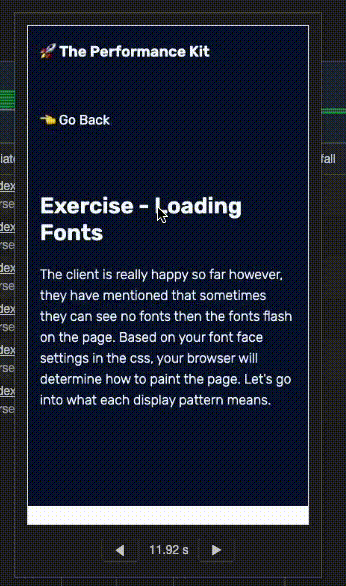 🚀 The Performance Kit
👈 Go Back
Exercise - Loading
Fonts
The client is really happy so far however,
they have mentioned that sometimes
they can see no fonts then the fonts flash
on the page. Based on your font face
settings in the css, your browser will
determine how to paint the page. Let's go
into what each display pattern means.
◀ 11.92 s ▶